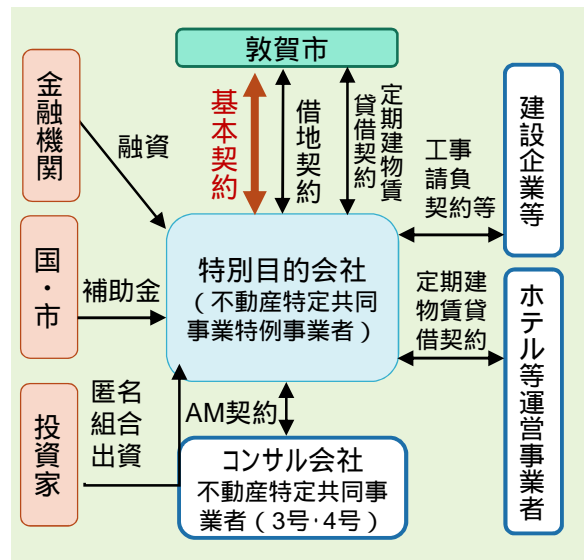 敦賀市
金融機関
融資
基本契約
借地契約
定期建物賃
貸借契約
建設企業等
工事
請負
契約等
国・市
補助金
特別目的会社
（不動産特定共同
事業特例事業者）
定期建
物賃貸
借契約
ホテル等運営事業者
投資家
匿名
組合
出資
AM契約
コンサル会社
不動産特定共同事
業者（3号･4号）